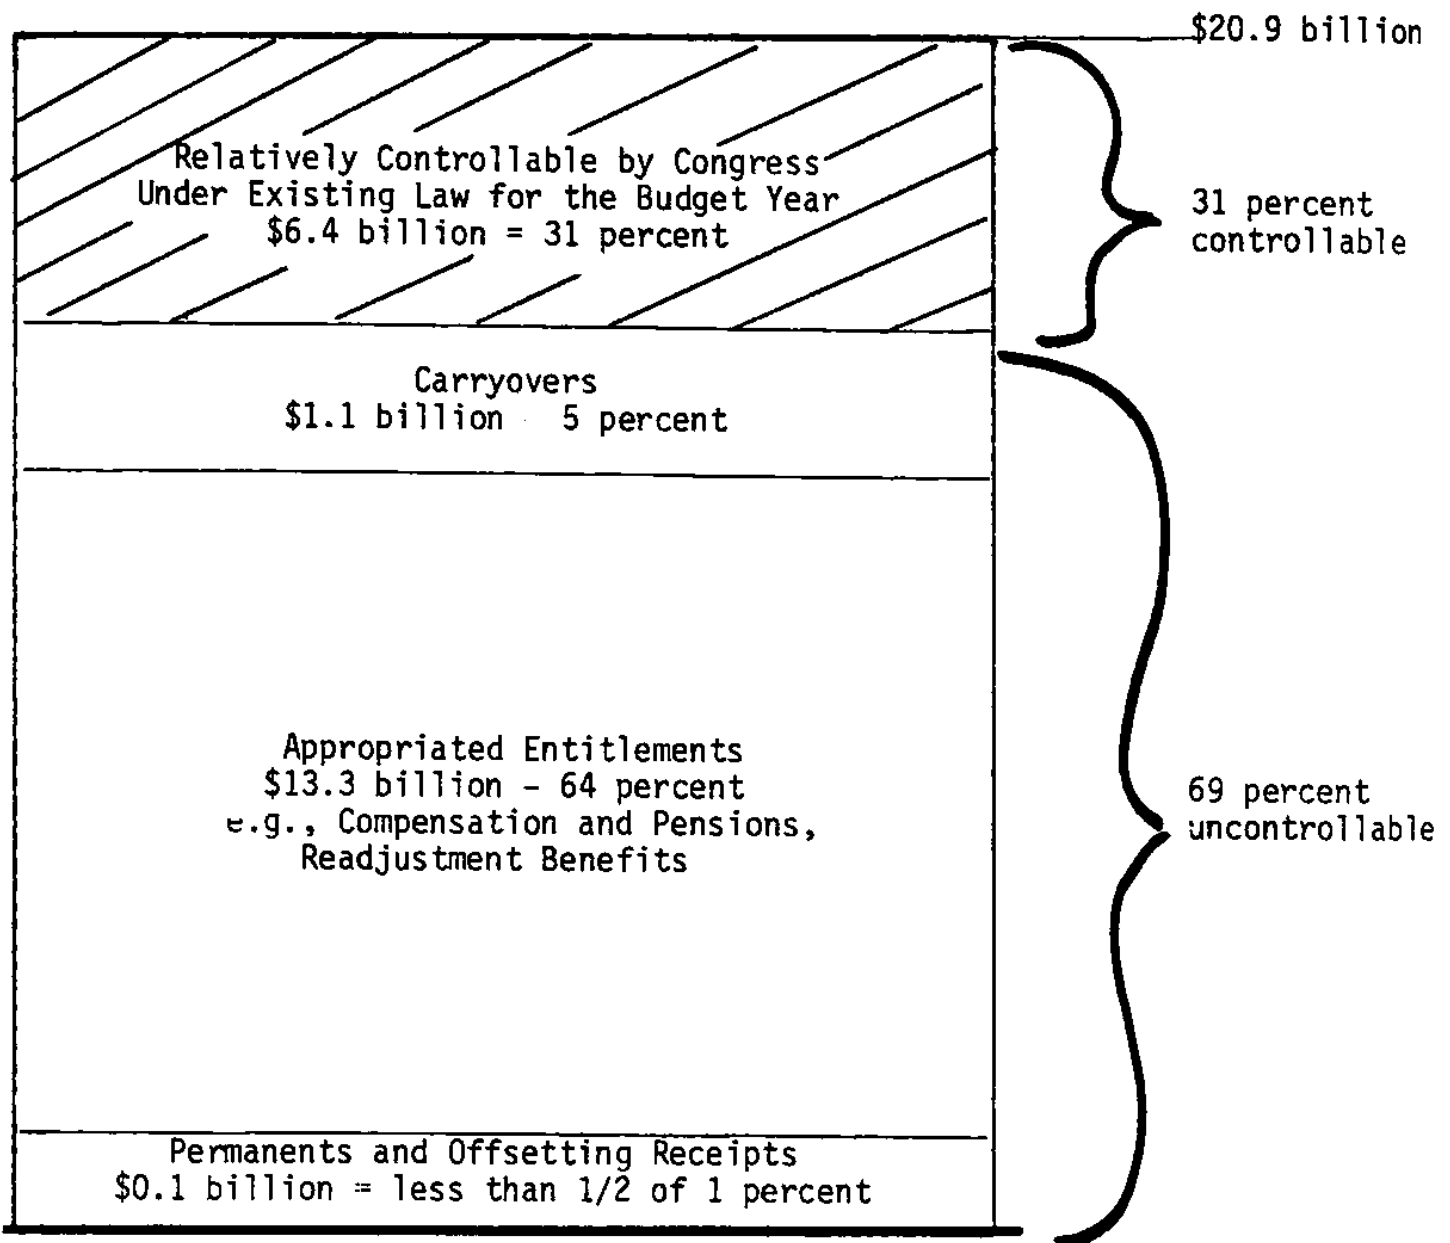 $20.9 billion
Relatively Controllable by Congress
Under Existing Law for the Budget Year
$6.4 billion = 31 percent
31 percent
controllable
Carryovers
$1.1 billion 5 percent
Appropriated Entitlements
$13.3 billion - 64 percent
e.g., Compensation and Pensions,
Readjustment Benefits
69 percent
uncontrollable
Permanents and Offsetting Receipts
$0.1 billion = less than 1/2 of 1 percent